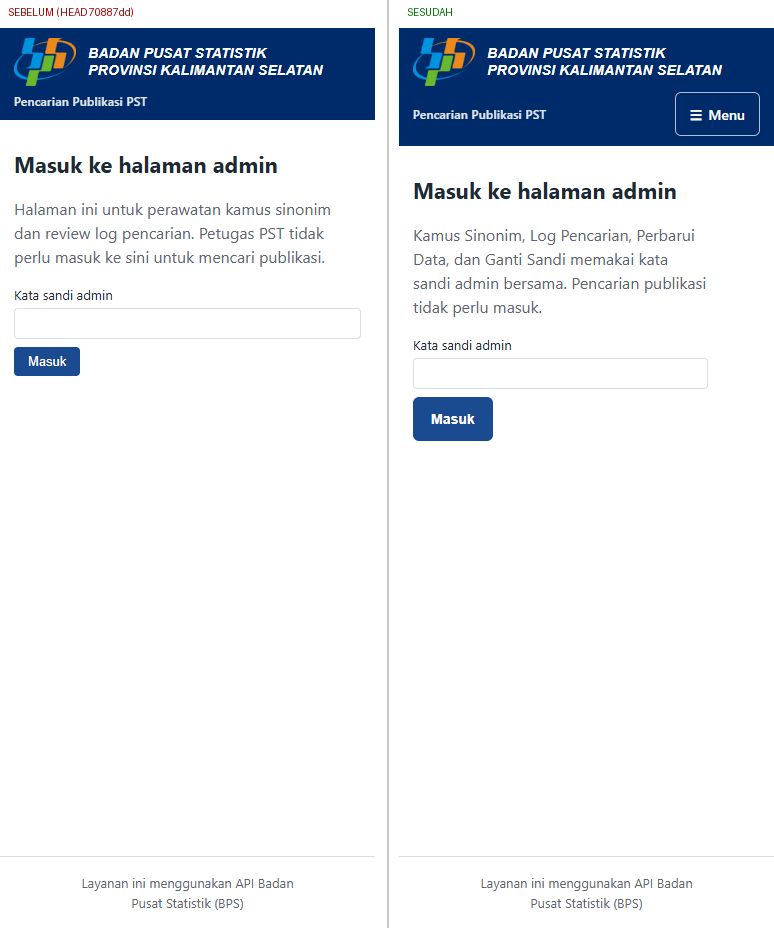 SEBELUM (HEAD70887dd)
BADAN PUSAT STATISTIK
PROVINSI KALIMANTAN SELATAN
Pencarian Publikasi PST
Masuk ke halaman admin
Halaman ini untuk perawatan kamus sinonim
dan review log pencarian. Petugas PST tidak
perlu masuk ke sini untuk mencari publikasi.
Kata sandi admin
Masuk
Layanan ini menggunakan API Badan
Pusat Statistik (BPS)
SESUDAH
BADAN PUSAT STATISTIK
PROVINSI KALIMANTAN SELATAN
Pencarian Publikasi PST
☰ Menu
Masuk ke halaman admin
Kamus Sinonim, Log Pencarian, Perbarui
Data, dan Ganti Sandi memakai kata
sandi admin bersama. Pencarian publikasi
tidak perlu masuk.
Kata sandi admin
Masuk
Layanan ini menggunakan API Badan
Pusat Statistik (BPS)